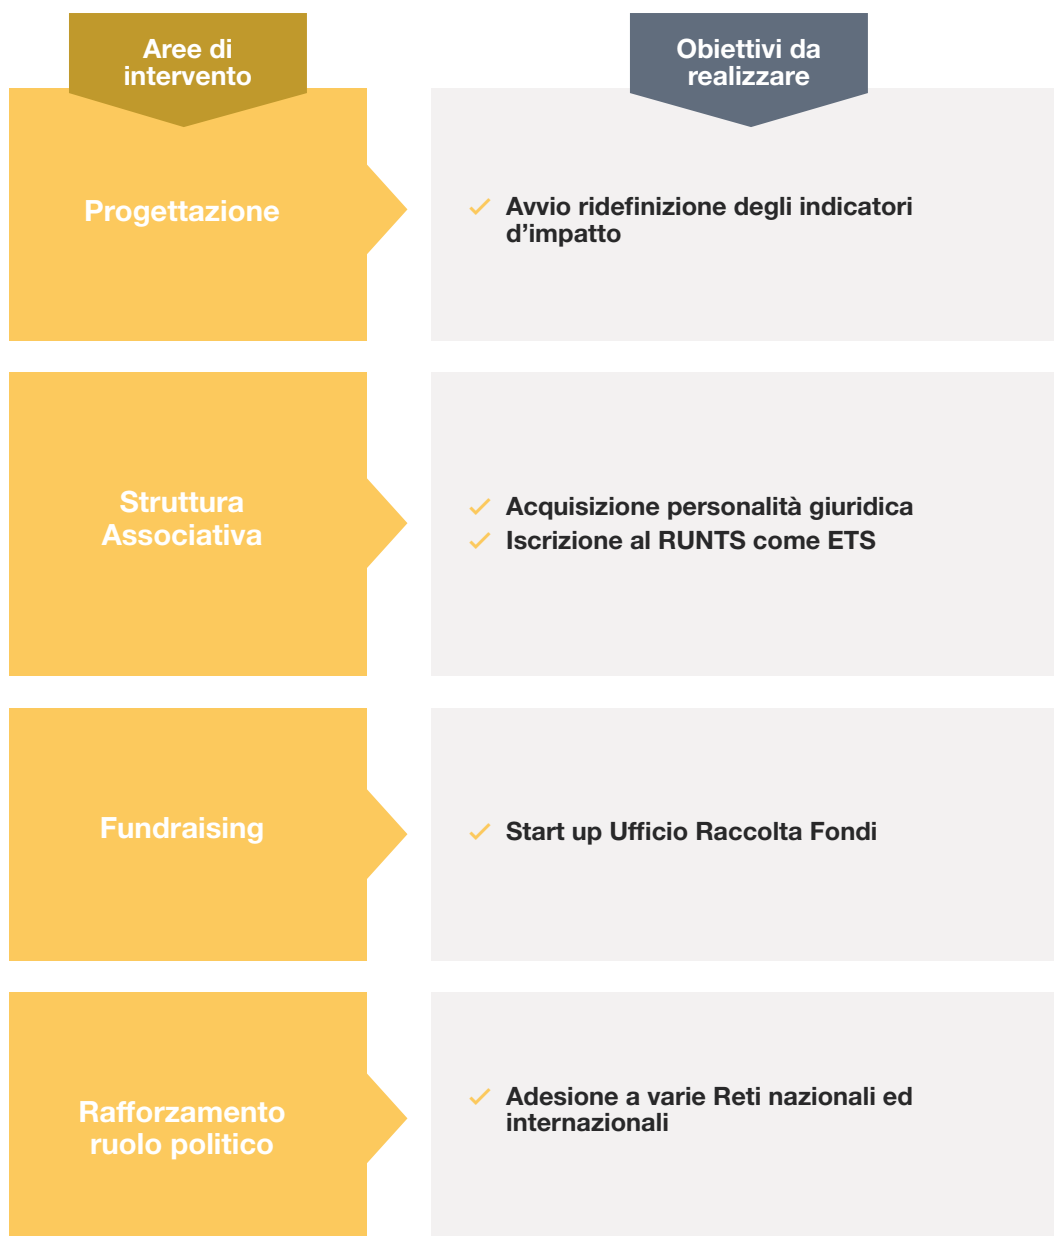 Aree di
intervento
Obiettivi da
realizzare
Progettazione
Avvio ridefinizione degli indicatori
d’impatto
Struttura
Associativa
Acquisizione personalità giuridica
Iscrizione al RUNTS come ETS
Fundraising
Start up Ufficio Raccolta Fondi
Rafforzamento
ruolo politico
Adesione a varie Reti nazionali ed
internazionali